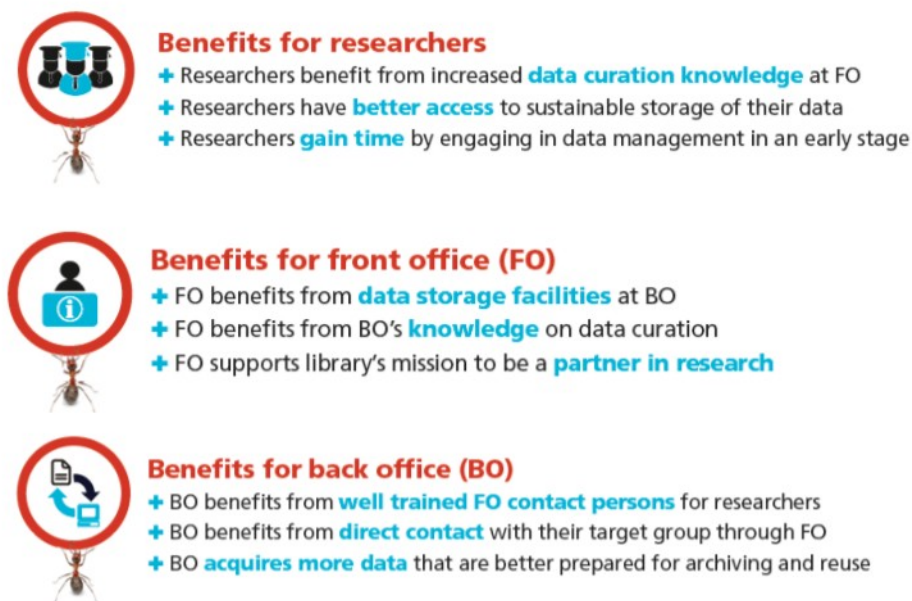 Benefits for researchers
+ Researchers benefit from increased data curation knowledge at FO
+ Researchers have better access to sustainable storage of their data
+ Researchers gain time by engaging in data management in an early stage
Benefits for front office (FO)
+ FO benefits from data storage facilities at BO
+ FO benefits from BO's knowledge on data curation
+ FO supports library's mission to be a partner in research
Benefits for back office (BO)
+ BO benefits from well trained FO contact persons for researchers
+ BO benefits from direct contact with their target group through FO
+ BO acquires more data that are better prepared for archiving and reuse